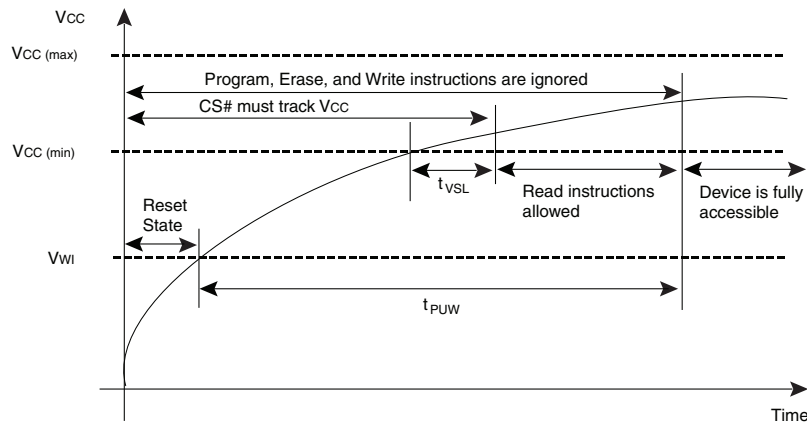 VCC
VCC (max)
Program, Erase, and Write instructions are ignored
CS# must track VCC
VCC (min)
tVSL
Read instructions
allowed
Device is fully
accessible
Reset
State
VWI
tPUW
Time